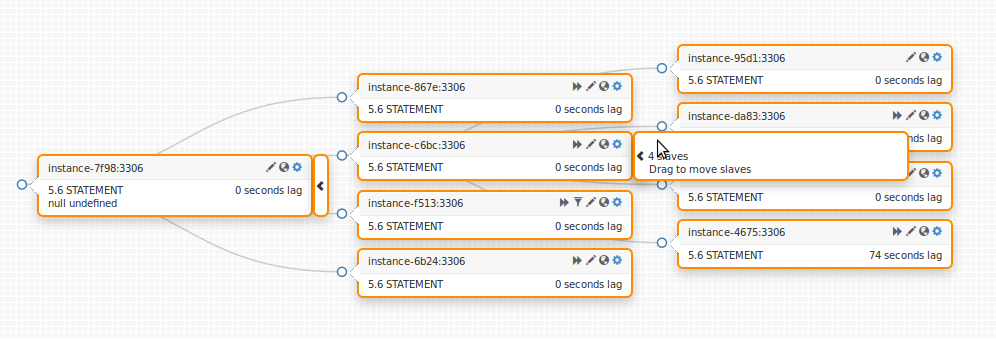 instance-7f98:3306
5.6 STATEMENT 0 seconds lag
null undefined
instance-867e:3306
5.6 STATEMENT 0 seconds lag
instance-c6bc:3306
5.6 STATEMENT 0 seconds lag
instance-f513:3306
5.6 STATEMENT 0 seconds lag
instance-6b24:3306
5.6 STATEMENT 0 seconds lag
instance-95d1:3306
5.6 STATEMENT 0 seconds lag
instance-da83:3306
nds lag
4 slaves
Drag to move slaves
5.6 STATEMENT 0 seconds lag
instance-4675:3306
5.6 STATEMENT 74 seconds lag